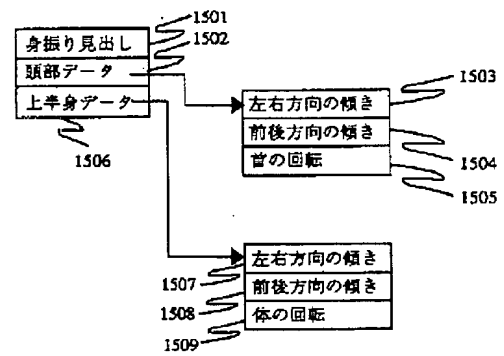 1501
身振り見出し
1502
頭部データ
上半身データ
1506
左右方向の傾き
1503
前後方向の傾き
1504
首の回転
1505
左右方向の傾き
1507
前後方向の傾き
1508
体の回転
1509